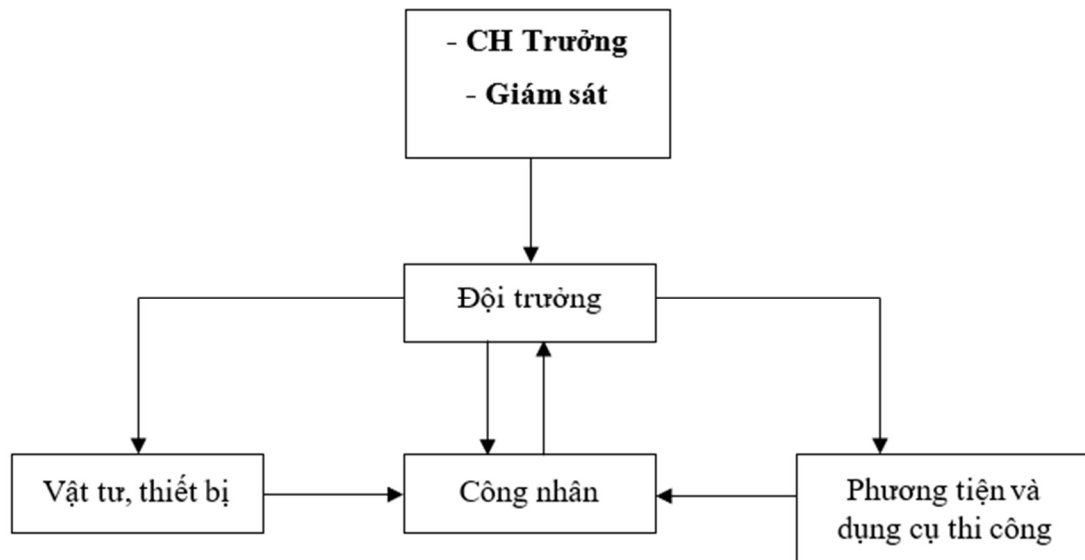 - CH Trưởng
- Giám sát
Đội trưởng
Vật tư, thiết bị
Công nhân
Phương tiện và
dụng cụ thi công